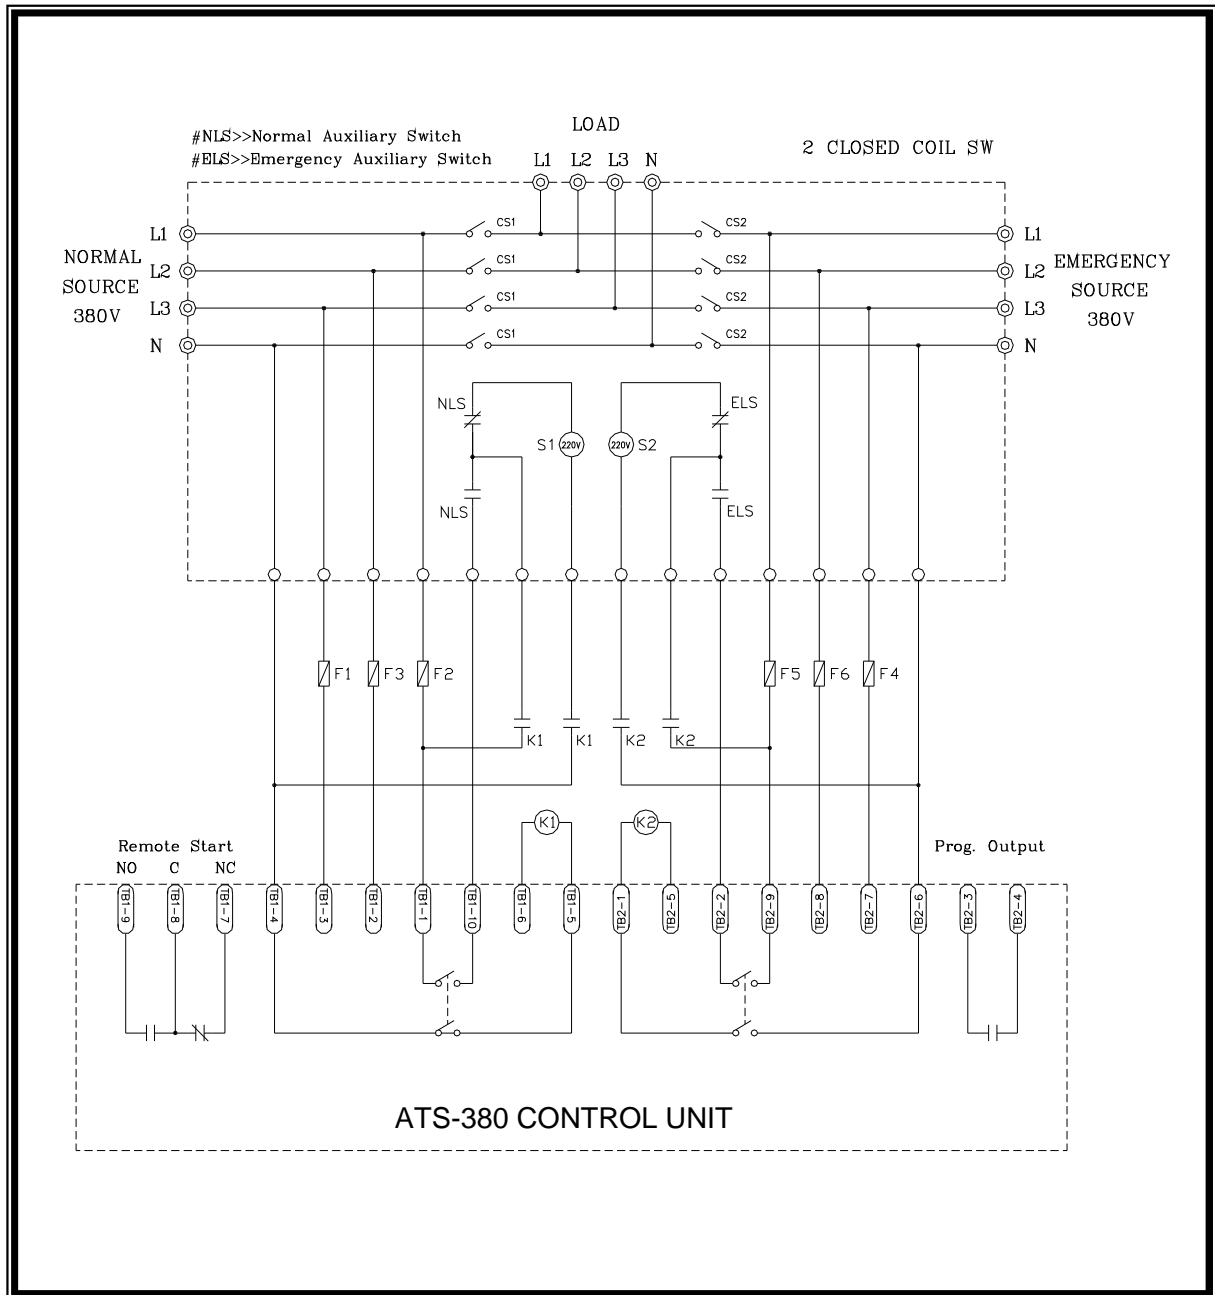 #NLS>>Normal Auxiliary Switch
#ELS>>Emergency Auxiliary Switch
LOAD
2 CLOSED COIL SW
L1 L2 L3 N
NORMAL
SOURCE
380V
L1
L2
L3
N
CS1
CS1
CS1
CS1
CS2
CS2
CS2
CS2
L1
L2
L3
N
EMERGENCY
SOURCE
380V
NLS
S1 220V
220V S2
ELS
NLS
ELS
F1
F3
F2
F5
F6
F4
K1
K1
K2
K2
K1
K2
Remote Start
NO C NC
Prog. Output
TB1-9
TB1-8
TB1-7
TB1-4
TB1-3
TB1-2
TB1-1
TB1-10
TB1-6
TB1-5
TB2-1
TB2-5
TB2-2
TB2-9
TB2-8
TB2-7
TB2-6
TB2-3
TB2-4
ATS-380 CONTROL UNIT